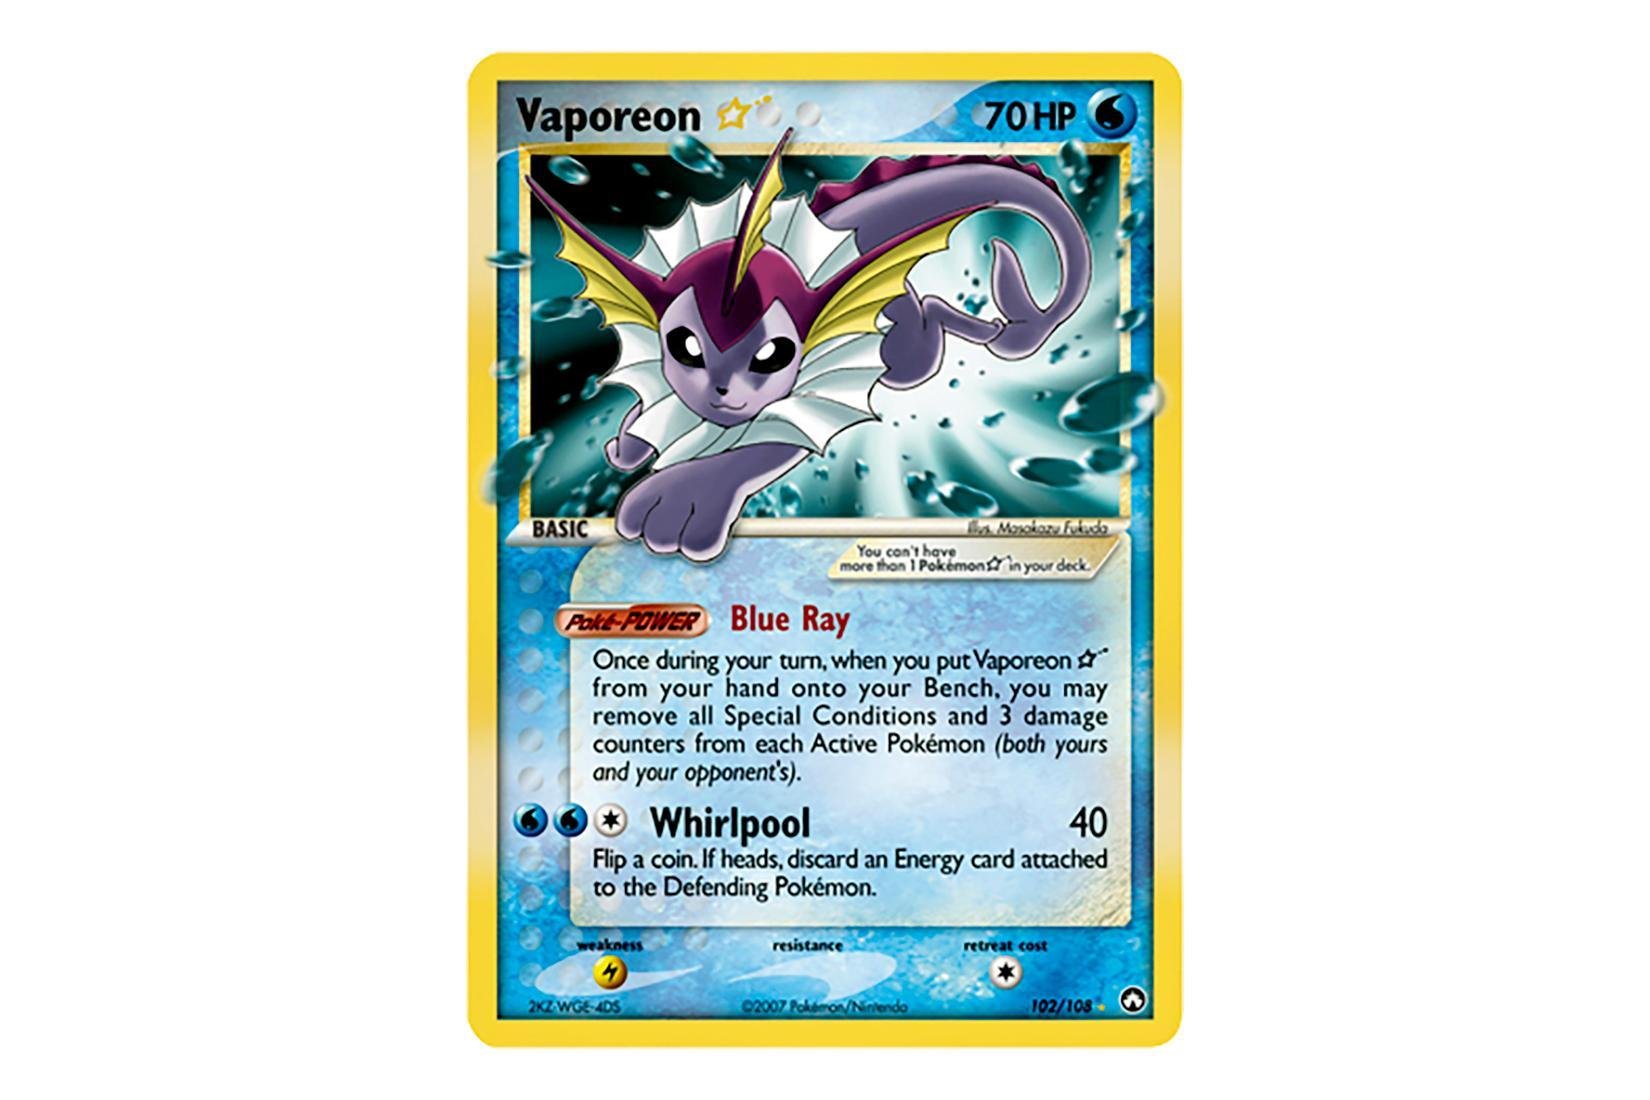 Vaporeon ☆
70 HP
BASIC
Illus. Masakazu Fukuda
You can't have
more than 1 Pokémon ☆ in your deck.
Poké-POWER Blue Ray
Once during your turn, when you put Vaporeon ☆
from your hand onto your Bench, you may
remove all Special Conditions and 3 damage
counters from each Active Pokémon (both yours
and your opponent's).
Whirlpool 40
Flip a coin. If heads, discard an Energy card attached
to the Defending Pokémon.
weakness resistance retreat cost
2KZ-WGE-4DS ©2007 Pokémon/Nintendo 102/108